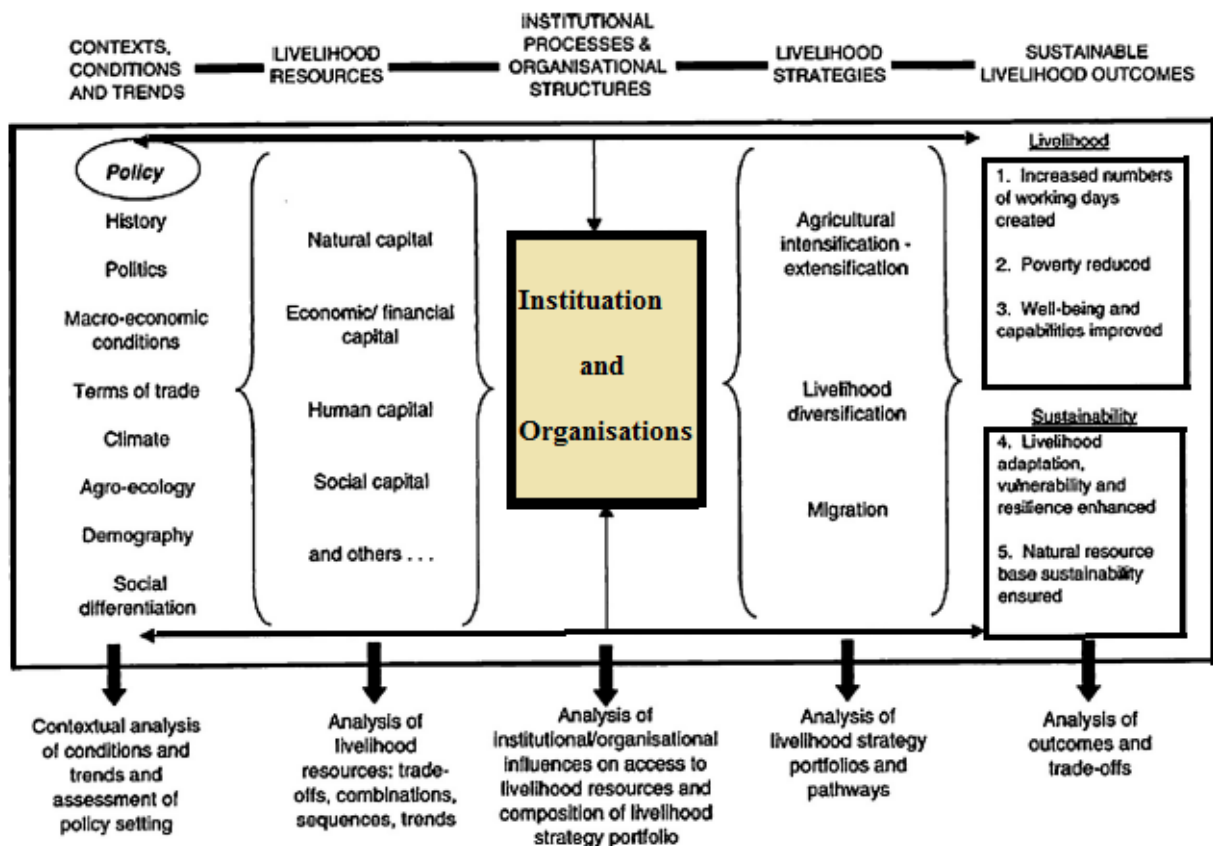 CONTEXTS,
CONDITIONS
AND TRENDS
LIVELIHOOD
RESOURCES
INSTITUTIONAL
PROCESSES &
ORGANISATIONAL
STRUCTURES
LIVELIHOOD
STRATEGIES
SUSTAINABLE
LIVELIHOOD OUTCOMES
Policy
History
Politics
Macro-economic
conditions
Terms of trade
Climate
Agro-ecology
Demography
Social
differentiation
Natural capital
Economic/ financial
capital
Human capital
Social capital
and others . . .
Instituation
and
Organisations
Agricultural
intensification -
extensification
Livelihood
diversification
Migration
Livelihood
1. Increased numbers
of working days
created
2. Poverty reduced
3. Well-being and
capabilities improved
Sustainability
4. Livelihood
adaptation,
vulnerability and
resilience enhanced
5. Natural resource
base sustainability
ensured
Contextual analysis
of conditions and
trends and
assessment of
policy setting
Analysis of
livelihood
resources: trade-
offs, combinations,
sequences, trends
Analysis of
institutional/organisational
influences on access to
livelihood resources and
composition of livelihood
strategy portfolio
Analysis of
livelihood strategy
portfolios and
pathways
Analysis of
outcomes and
trade-offs